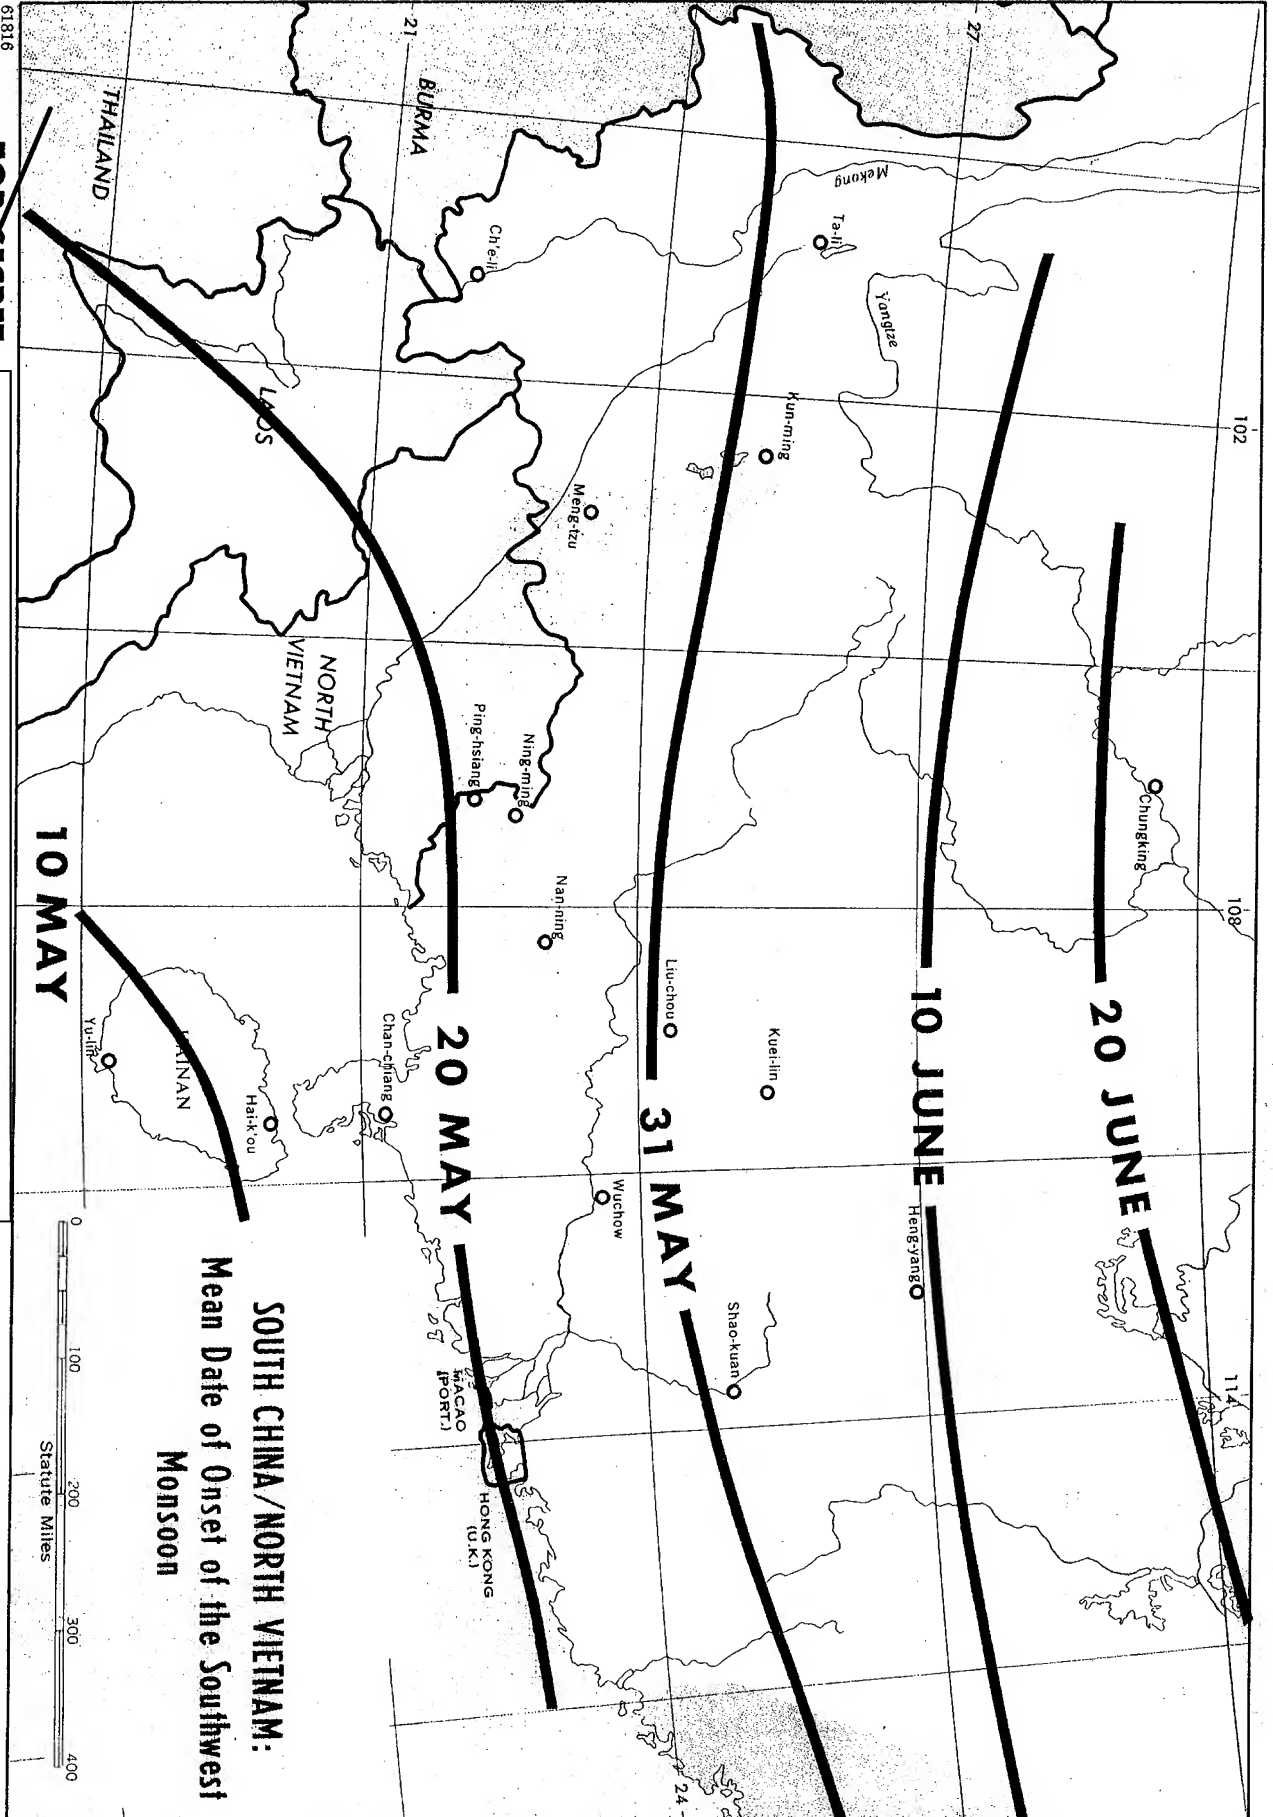 102
108
114
27
24
21
BURMA
THAILAND
LAOS
NORTH
VIETNAM
HAINAN
Mekong
Yangtze
Ta-li
Ch'e-li
Kun-ming
Meng-tzu
Chungking
Ping-hsiang
Ning-ming
Nan-ning
Liu-chou
Kuei-lin
Heng-yang
Wuchow
Shao-kuan
Chan-chiang
Hai-k'ou
Yu-lin
MACAO
(PORT.)
HONG KONG
(U.K.)
20 JUNE
10 JUNE
31 MAY
20 MAY
10 MAY
SOUTH CHINA/NORTH VIETNAM:
Mean Date of Onset of the Southwest
Monsoon
0 100 200 300 400
Statute Miles
61816